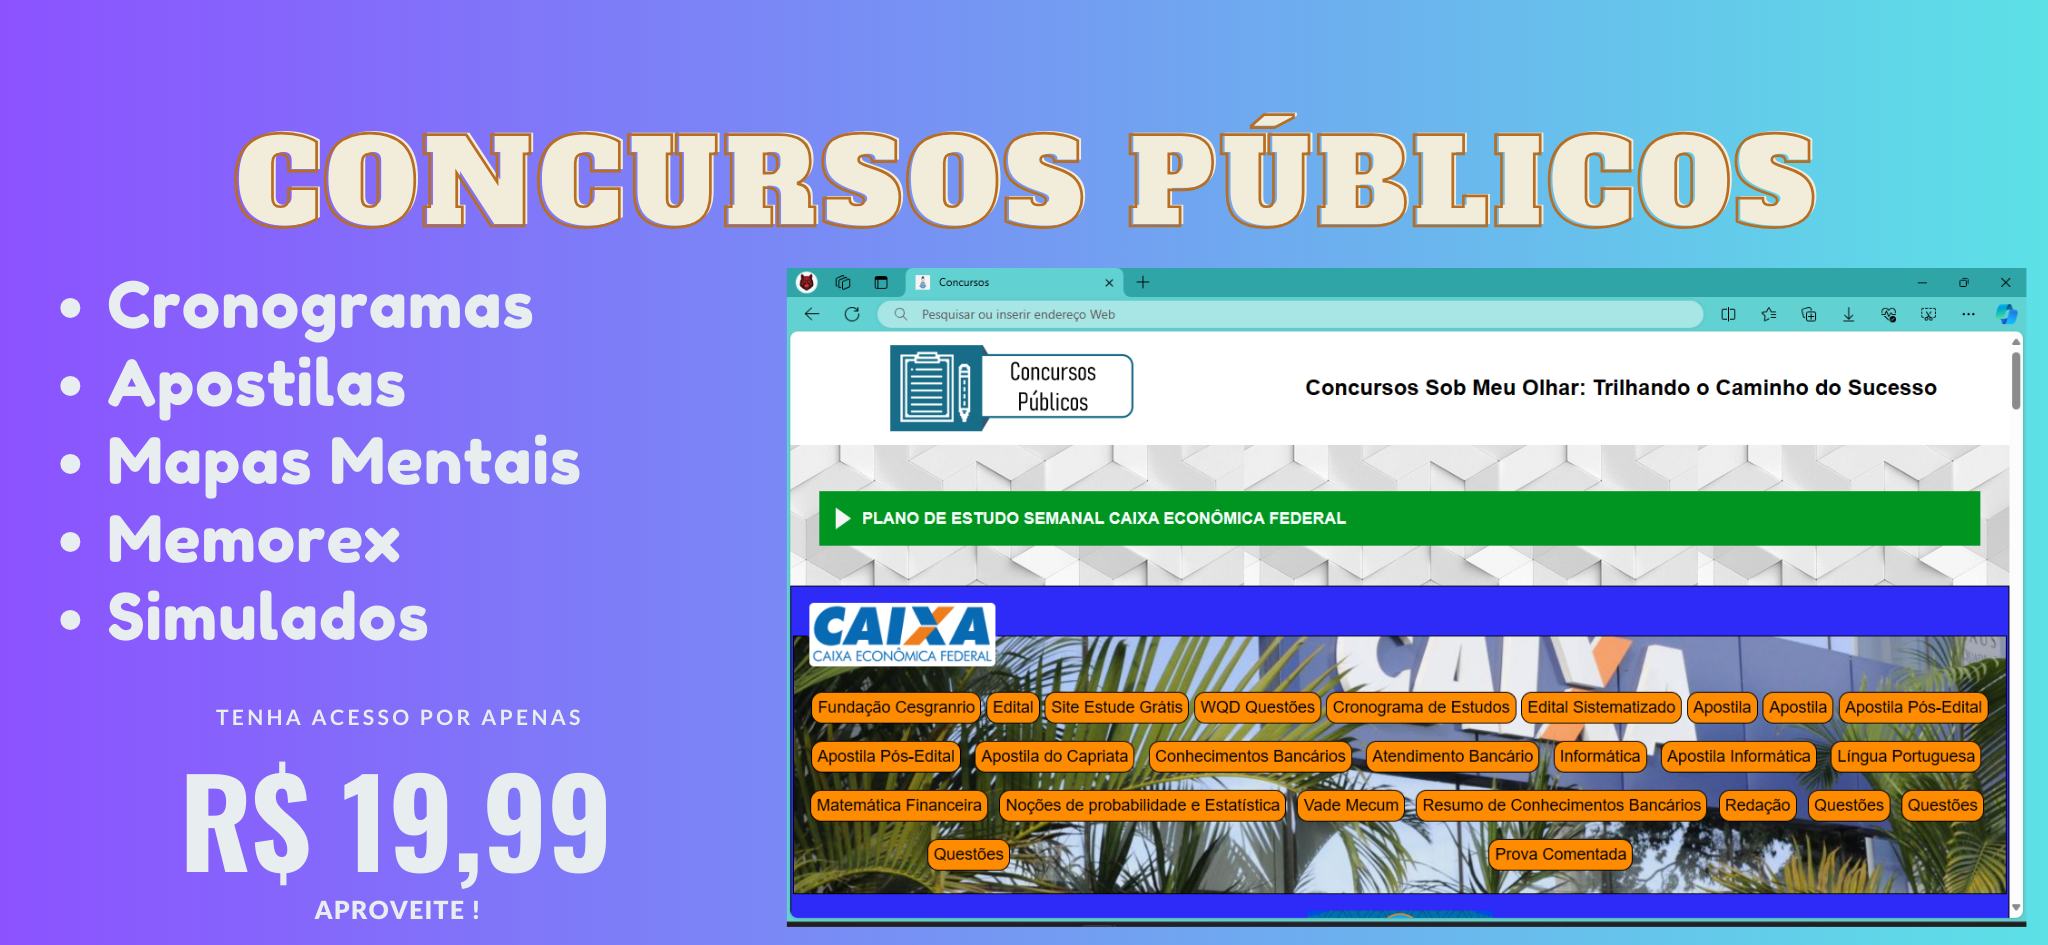 CONCURSOS PÚBLICOS
• Cronogramas
• Apostilas
• Mapas Mentais
• Memorex
• Simulados
TENHA ACESSO POR APENAS
R$ 19,99
APROVEITE !
Concursos
Pesquisar ou inserir endereço Web
Concursos
Públicos
Concursos Sob Meu Olhar: Trilhando o Caminho do Sucesso
PLANO DE ESTUDO SEMANAL CAIXA ECONÔMICA FEDERAL
CAIXA
CAIXA ECONÔMICA FEDERAL
CAIXA
Fundação Cesgranrio Edital Site Estude Grátis WQD Questões Cronograma de Estudos Edital Sistematizado Apostila Apostila Apostila Pós-Edital
Apostila Pós-Edital Apostila do Capriata Conhecimentos Bancários Atendimento Bancário Informática Apostila Informática Língua Portuguesa
Matemática Financeira Noções de probabilidade e Estatística Vade Mecum Resumo de Conhecimentos Bancários Redação Questões Questões
Questões Prova Comentada